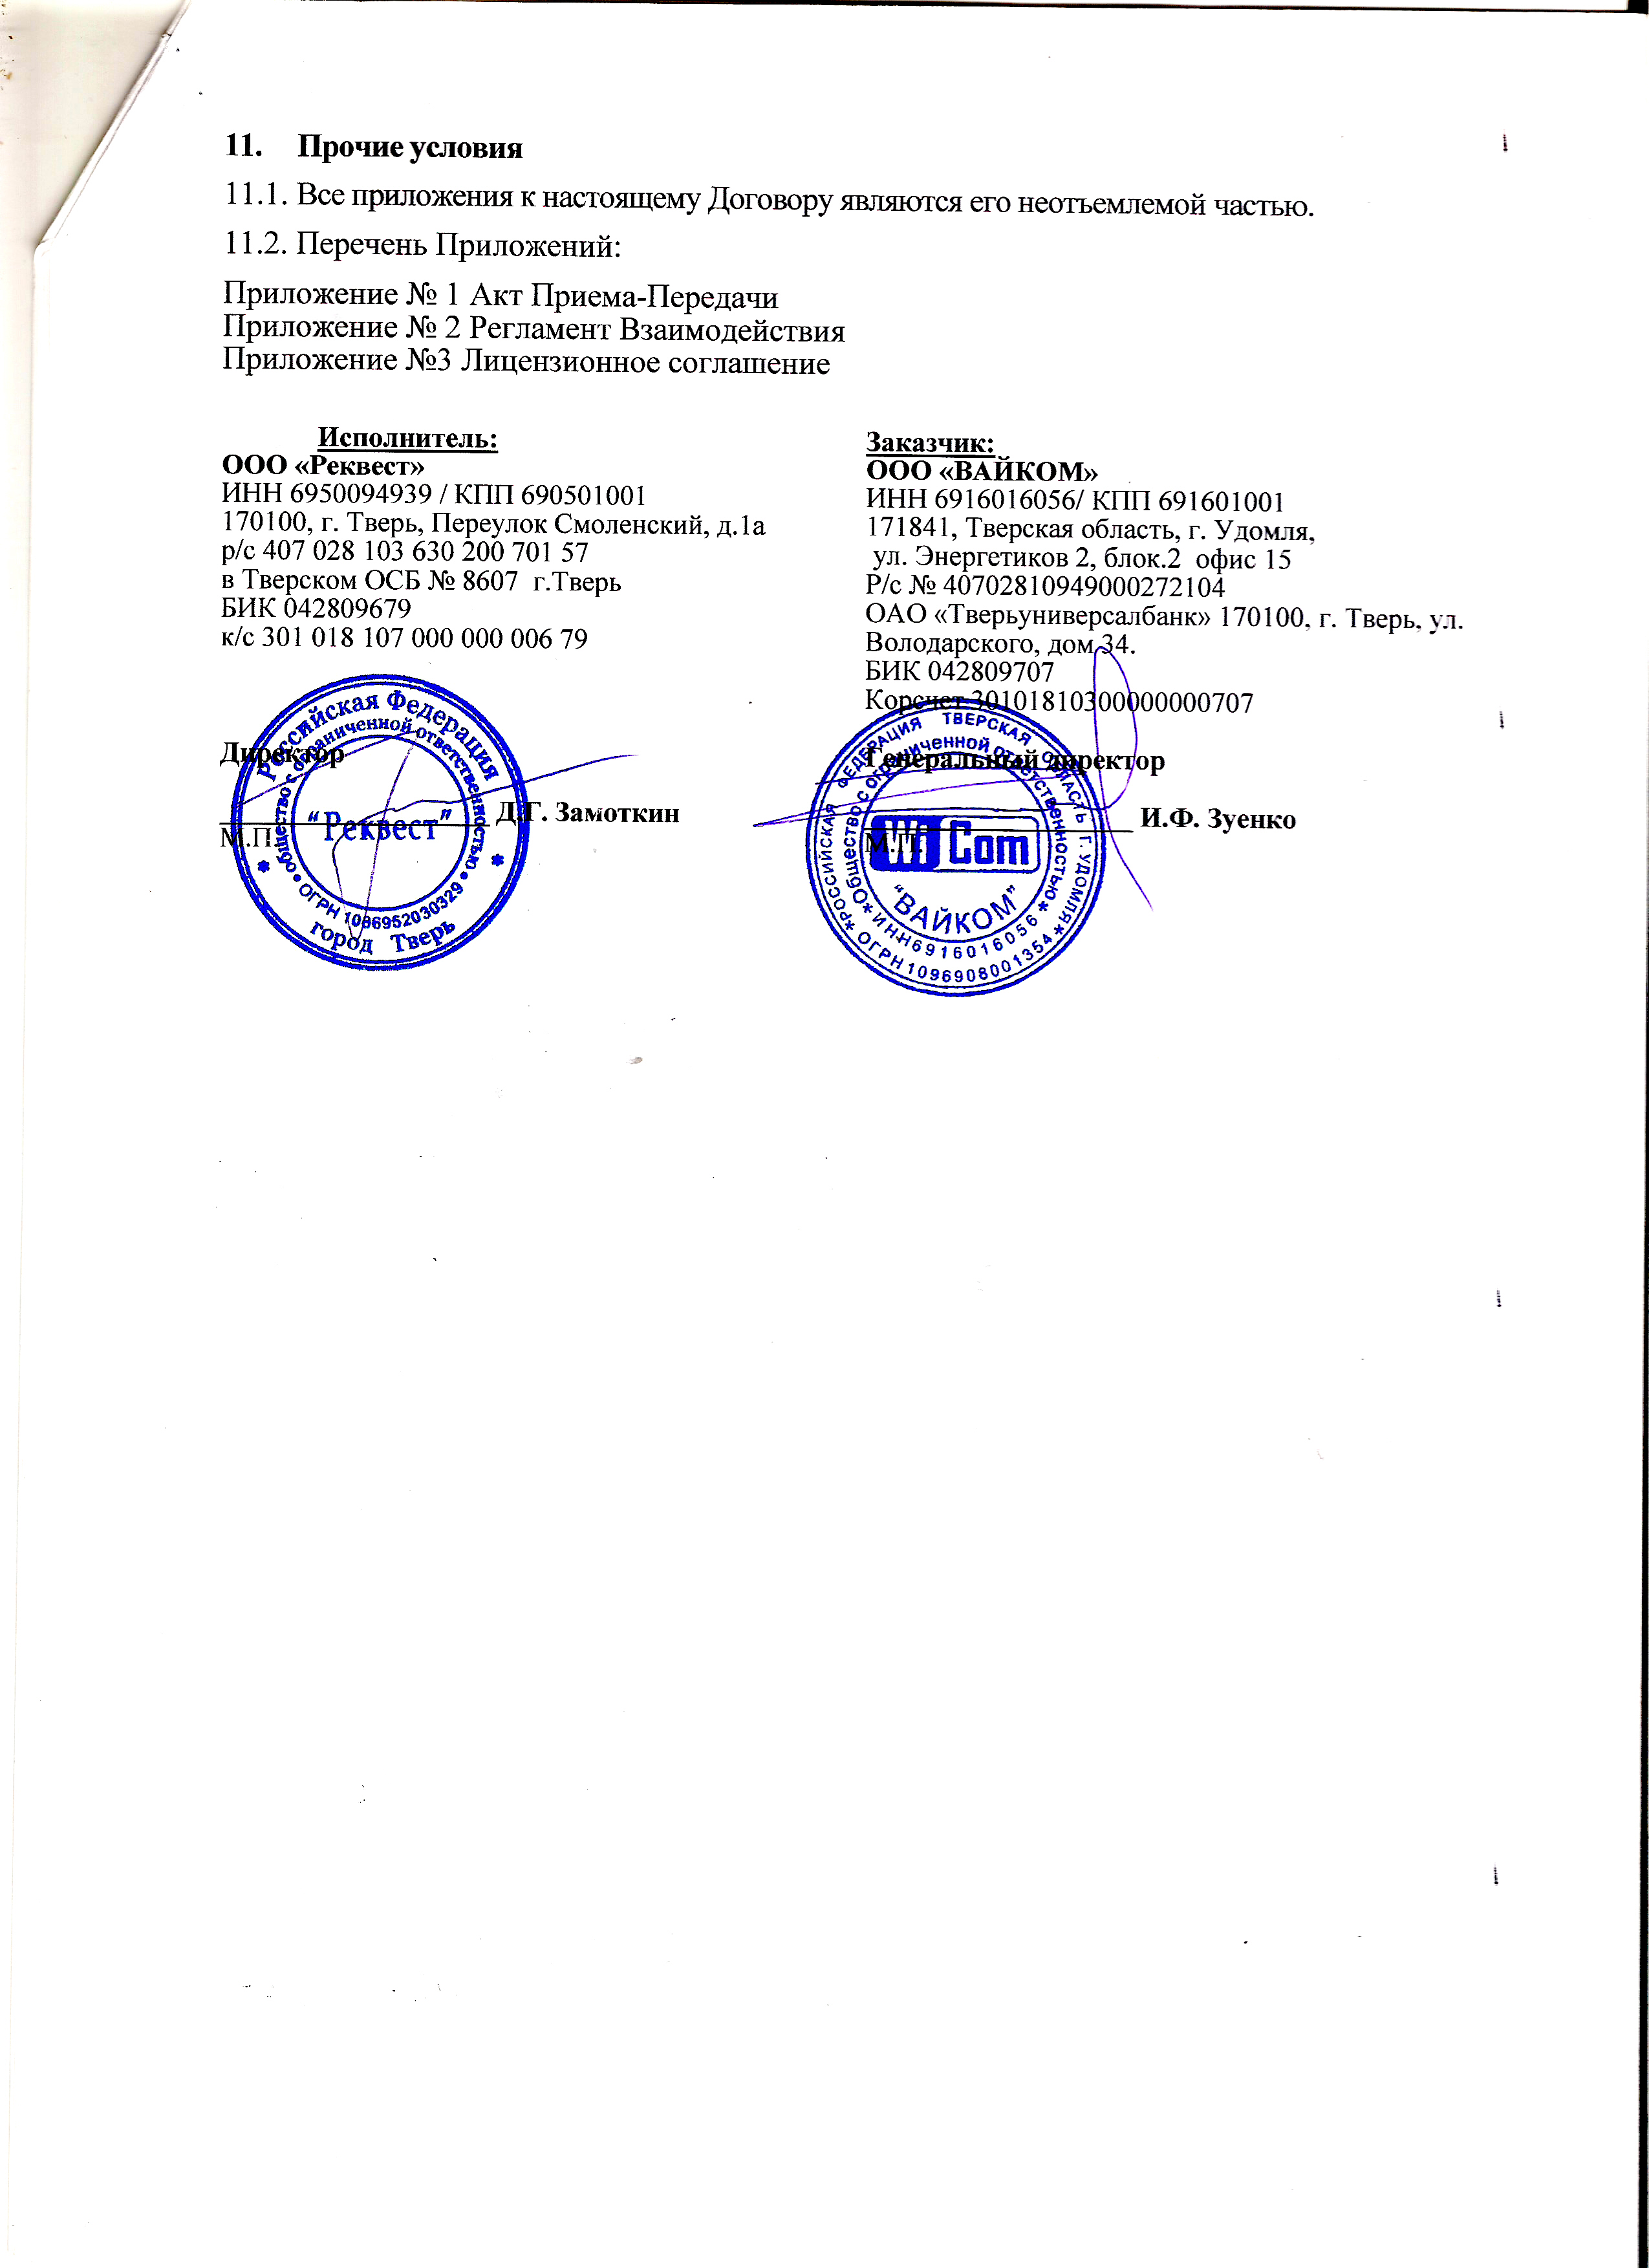 11. Прочие условия
11.1. Все приложения к настоящему Договору являются его неотъемлемой частью.
11.2. Перечень Приложений:
Приложение № 1 Акт Приема-Передачи
Приложение № 2 Регламент Взаимодействия
Приложение №3 Лицензионное соглашение
Исполнитель:
ООО «Реквест»
ИНН 6950094939 / КПП 690501001
170100, г. Тверь, Переулок Смоленский, д.1а
р/с 407 028 103 630 200 701 57
в Тверском ОСБ № 8607 г.Тверь
БИК 042809679
к/с 301 018 107 000 000 006 79
Директор
Д.Г. Замоткин
М.П.
Российская Федерация
общество с ограниченной ответственностью
"Реквест"
ОГРН 1086952030329
город Тверь
Заказчик:
ООО «ВАЙКОМ»
ИНН 6916016056/ КПП 691601001
171841, Тверская область, г. Удомля,
ул. Энергетиков 2, блок.2 офис 15
Р/с № 40702810949000272104
ОАО «Тверьуниверсалбанк» 170100, г. Тверь, ул.
Володарского, дом 34.
БИК 042809707
Корсчет 30101810300000000707
Генеральный директор
И.Ф. Зуенко
М.П.
РОССИЙСКАЯ ФЕДЕРАЦИЯ ТВЕРСКАЯ ОБЛАСТЬ Г. УДОМЛЯ
Общество с ограниченной ответственностью
Wi Com
"ВАЙКОМ"
ИНН 6916016056
ОГРН 1096908001354